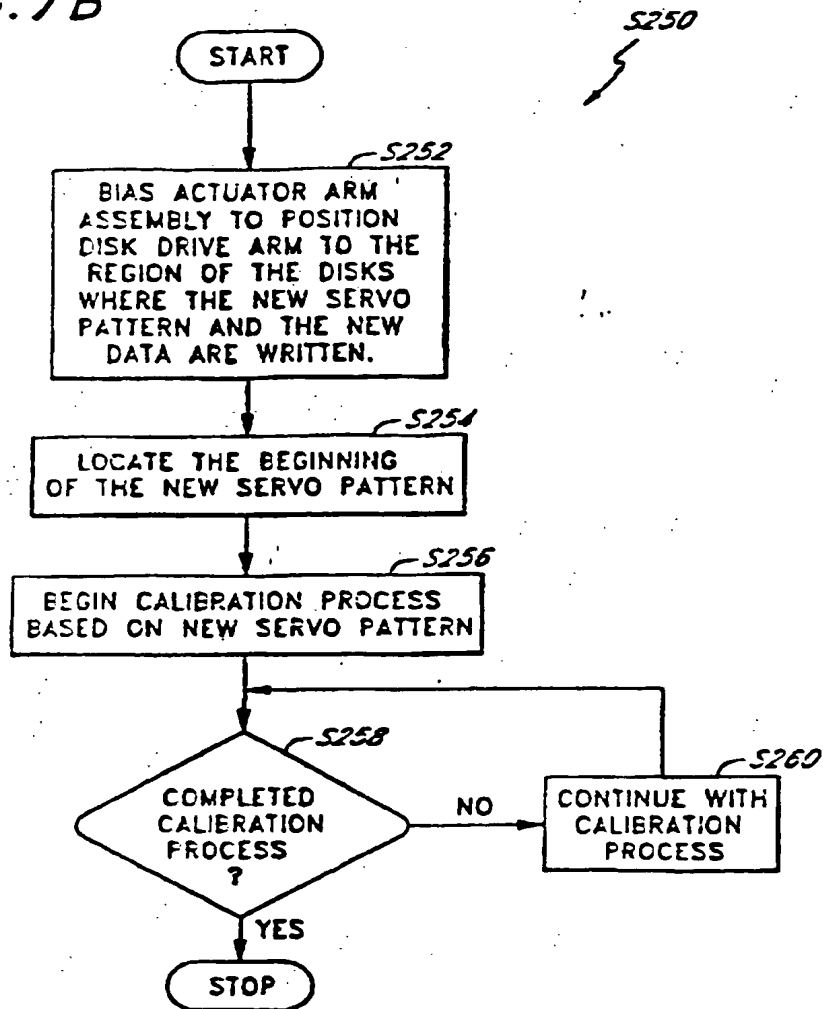 7B
S250
START
S252
BIAS ACTUATOR ARM
ASSEMBLY TO POSITION
DISK DRIVE ARM TO THE
REGION OF THE DISKS
WHERE THE NEW SERVO
PATTERN AND THE NEW
DATA ARE WRITTEN.
S254
LOCATE THE BEGINNING
OF THE NEW SERVO PATTERN
S256
BEGIN CALIBRATION PROCESS
BASED ON NEW SERVO PATTERN
S258
COMPLETED
CALIBRATION
PROCESS
?
NO
S260
CONTINUE WITH
CALIBRATION
PROCESS
YES
STOP